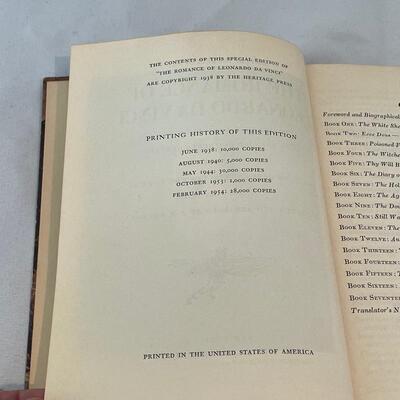 THE CONTENTS OF THIS SPECIAL EDITION OF
"THE ROMANCE OF LEONARDO DA VINCI"
ARE COPYRIGHT 1938 BY THE HERITAGE PRESS
PRINTING HISTORY OF THIS EDITION
JUNE 1938: 10,000 COPIES
AUGUST 1940: 5,000 COPIES
MAY 1944: 30,000 COPIES
OCTOBER 1953: 1,000 COPIES
FEBRUARY 1954: 28,000 COPIES
PRINTED IN THE UNITED STATES OF AMERICA
Foreword and Biographical
BOOK ONE: The White
BOOK TWO: ECCE DEUS —
BOOK THREE: Poisoned
BOOK FOUR: The
BOOK FIVE: Thy Will
BOOK SIX: The Diary of
BOOK SEVEN: The
BOOK EIGHT: The
BOOK NINE: The
BOOK TEN: Still
BOOK ELEVEN: The
BOOK TWELVE:
BOOK THIRTEEN
BOOK FOURTEEN:
BOOK FIFTEEN:
BOOK SIXTEEN:
BOOK SEVENTEEN
Translator's